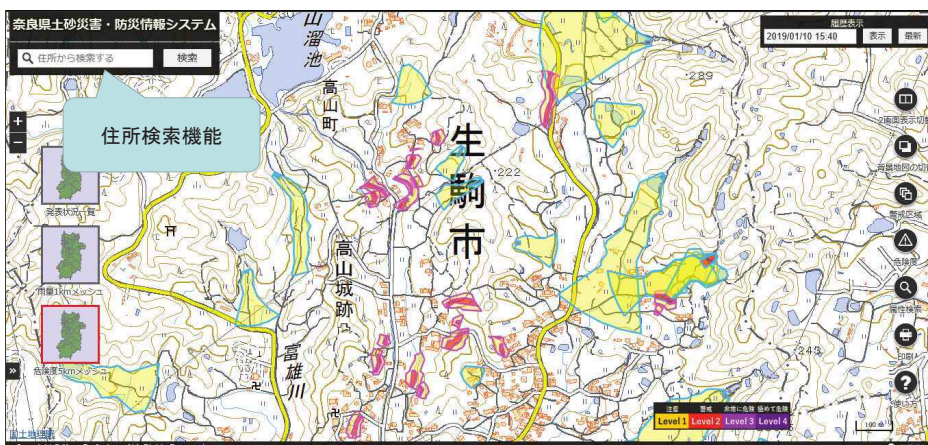 奈良県土砂災害・防災情報システム
住所から検索する
検索
住所検索機能
履歴表示
2019/01/10 15:40
表示
最新
+
−
発表状況一覧
雨量1kmメッシュ
危険度5kmメッシュ
»
国土地理院
山溜池
高山町
生駒市
高山城跡
富雄川
289
222
243
2画面表示切替
背景地図の切替
警戒区域
危険度
属性検索
印刷
?
使い方
注意 警戒 非常に危険 極めて危険
Level 1 Level 2 Level 3 Level 4
100 m